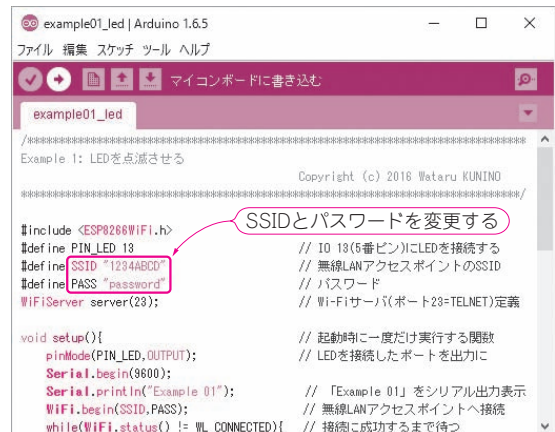 example01_led | Arduino 1.6.5
ファイル 編集 スケッチ ツール ヘルプ
マイコンボードに書き込む
example01_led
/*******************************************************************************
Example 1: LEDを点滅させる
Copyright (c) 2016 Wataru KUNINO
*******************************************************************************/
SSIDとパスワードを変更する
#include <ESP8266WiFi.h>
#define PIN_LED 13 // IO 13(5番ピン)にLEDを接続する
#define SSID "1234ABCD" // 無線LANアクセスポイントのSSID
#define PASS "password" // パスワード
WiFiServer server(23); // Wi-Fiサーバ(ポート23=TELNET)定義
void setup(){ // 起動時に一度だけ実行する関数
pinMode(PIN_LED,OUTPUT); // LEDを接続したポートを出力に
Serial.begin(9600);
Serial.println("Example 01"); // 「Example 01」をシリアル出力表示
WiFi.begin(SSID,PASS); // 無線LANアクセスポイントへ接続
while(WiFi.status() != WL_CONNECTED){ // 接続に成功するまで待つ